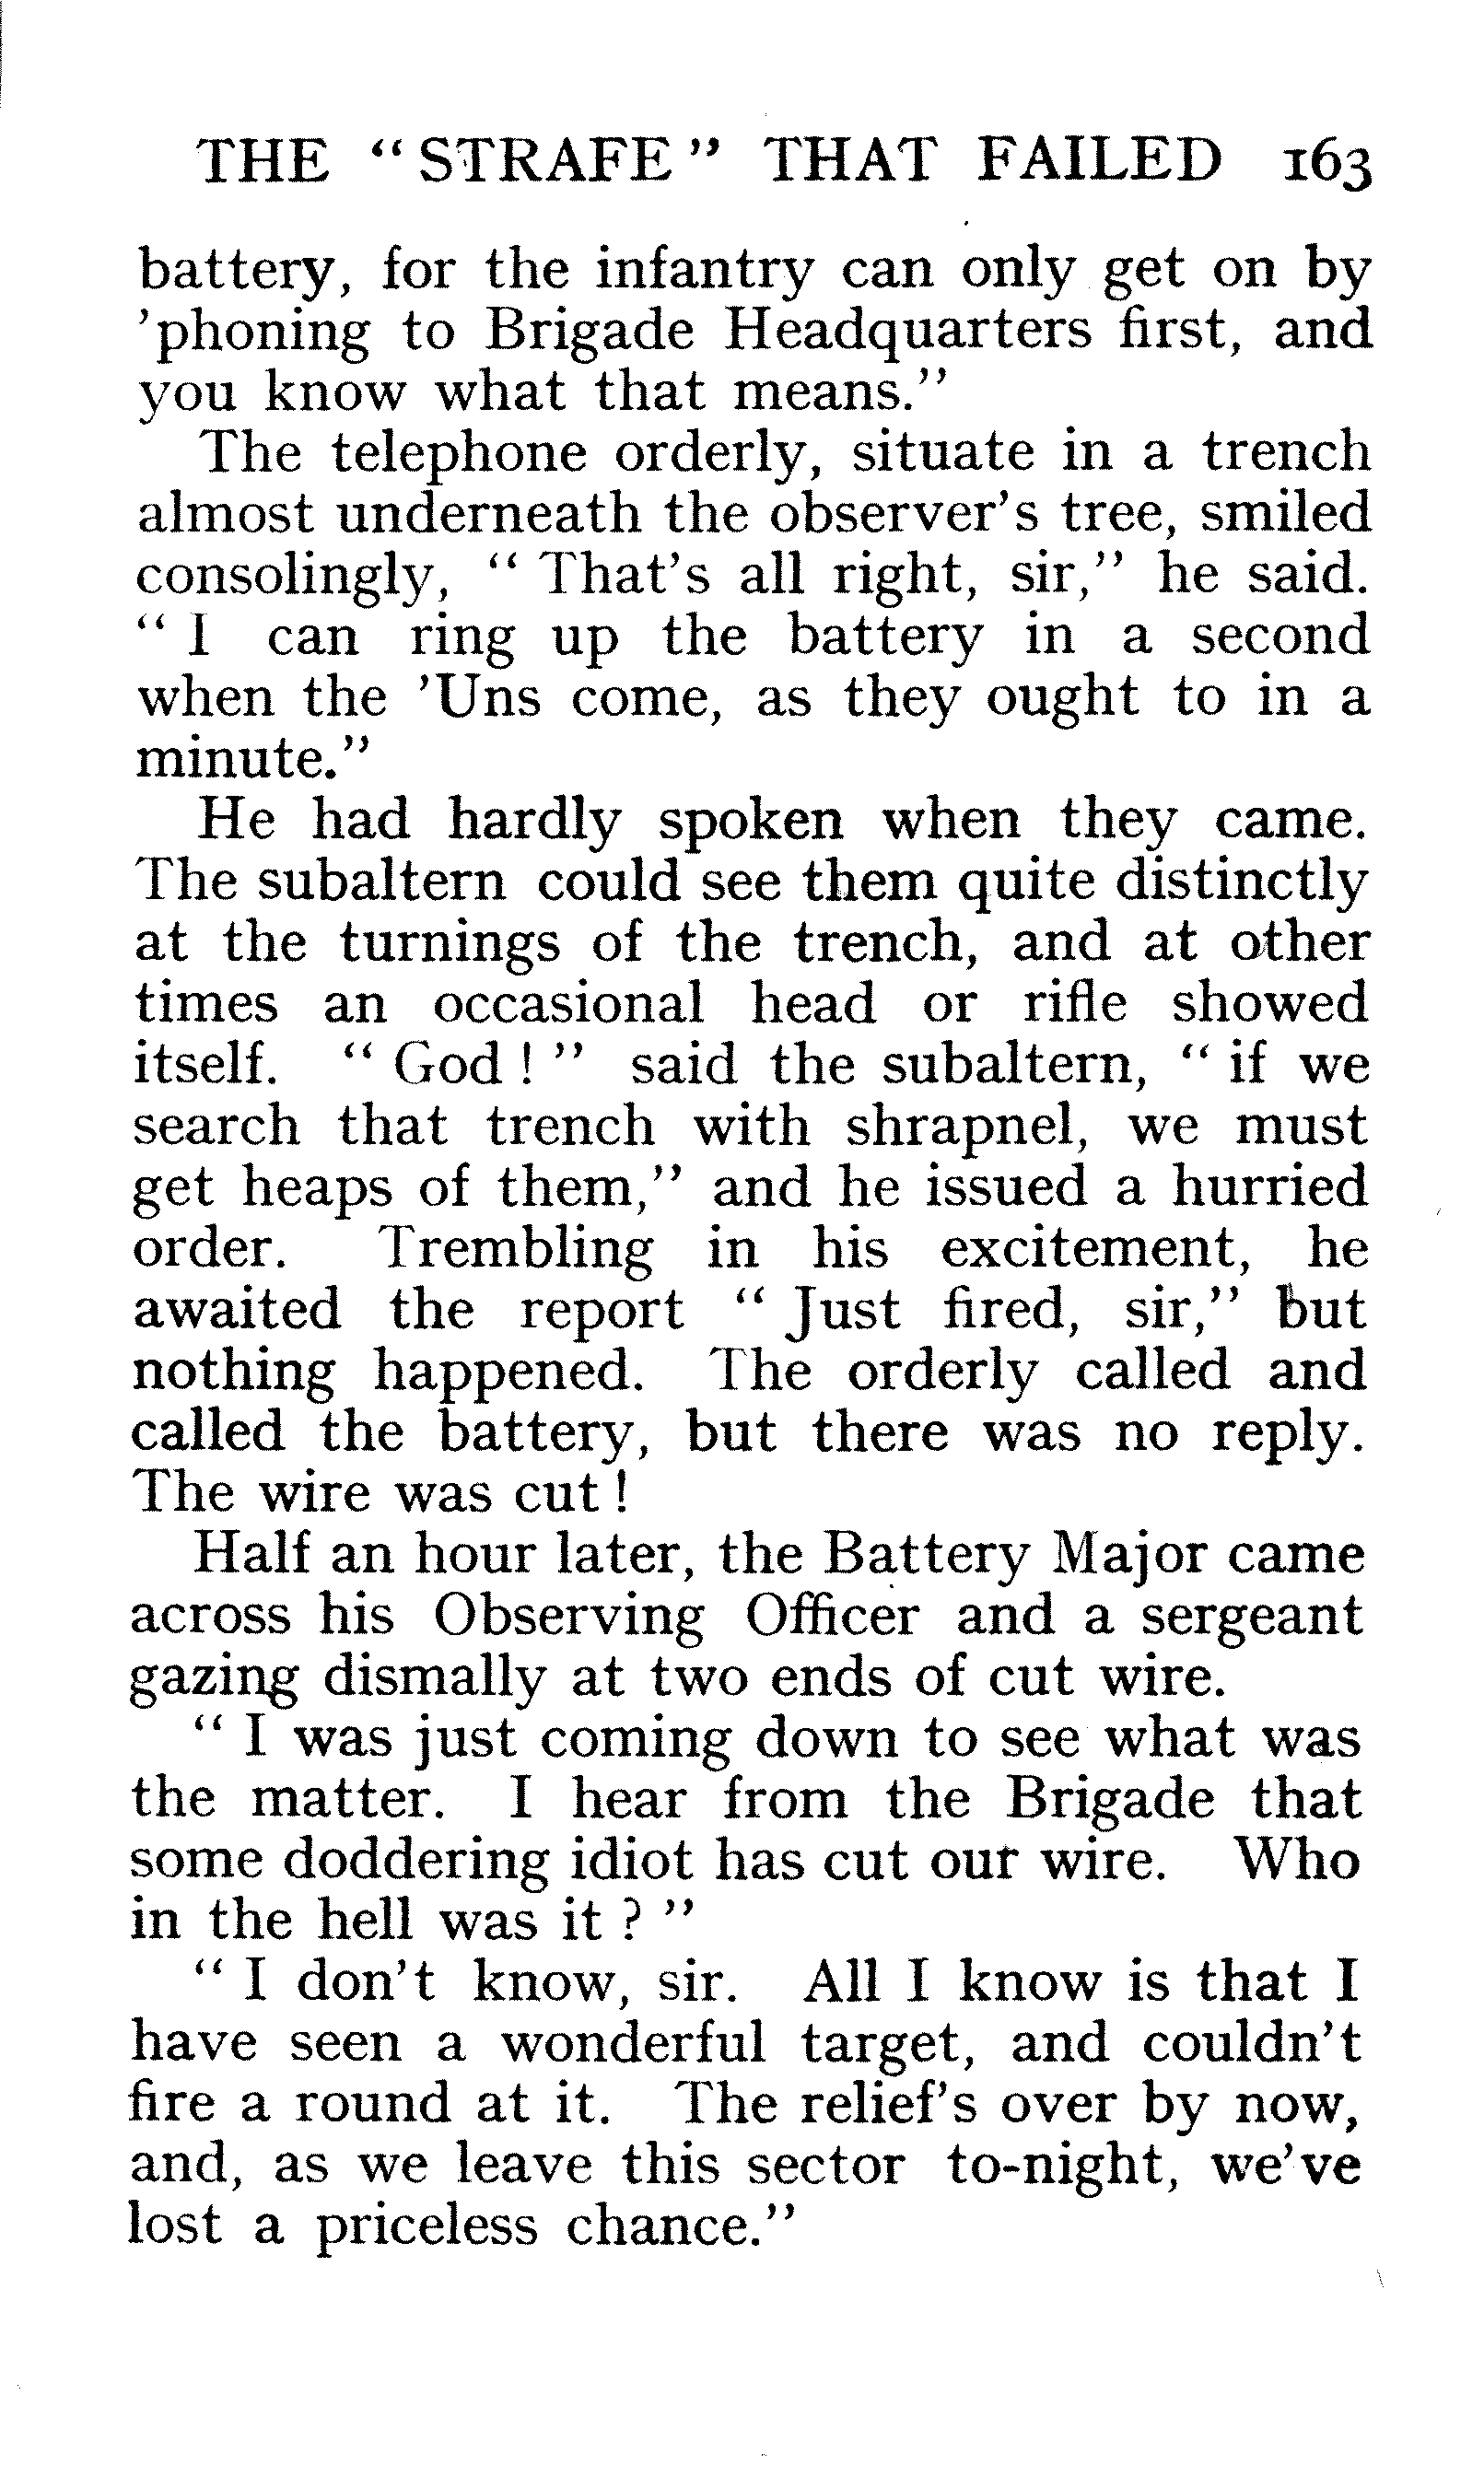 THE “ STRAFE ” THAT FAILED 163
battery, for the infantry can only get on by
’phoning to Brigade Headquarters first, and
you know what that means.”
The telephone orderly, situate in a trench
almost underneath the observer’s tree, smiled
consolingly, “ That’s all right, sir,” he said.
“ I can ring up the battery in a second
when the ’Uns come, as they ought to in a
minute.”
He had hardly spoken when they came.
The subaltern could see them quite distinctly
at the turnings of the trench, and at other
times an occasional head or rifle showed
itself. “ God ! ” said the subaltern, “ if we
search that trench with shrapnel, we must
get heaps of them,” and he issued a hurried
order. Trembling in his excitement, he
awaited the report “ Just fired, sir,” but
nothing happened. The orderly called and
called the battery, but there was no reply.
The wire was cut !
Half an hour later, the Battery Major came
across his Observing Officer and a sergeant
gazing dismally at two ends of cut wire.
“ I was just coming down to see what was
the matter. I hear from the Brigade that
some doddering idiot has cut our wire. Who
in the hell was it ? ”
“ I don’t know, sir. All I know is that I
have seen a wonderful target, and couldn’t
fire a round at it. The relief’s over by now,
and, as we leave this sector to-night, we’ve
lost a priceless chance.”